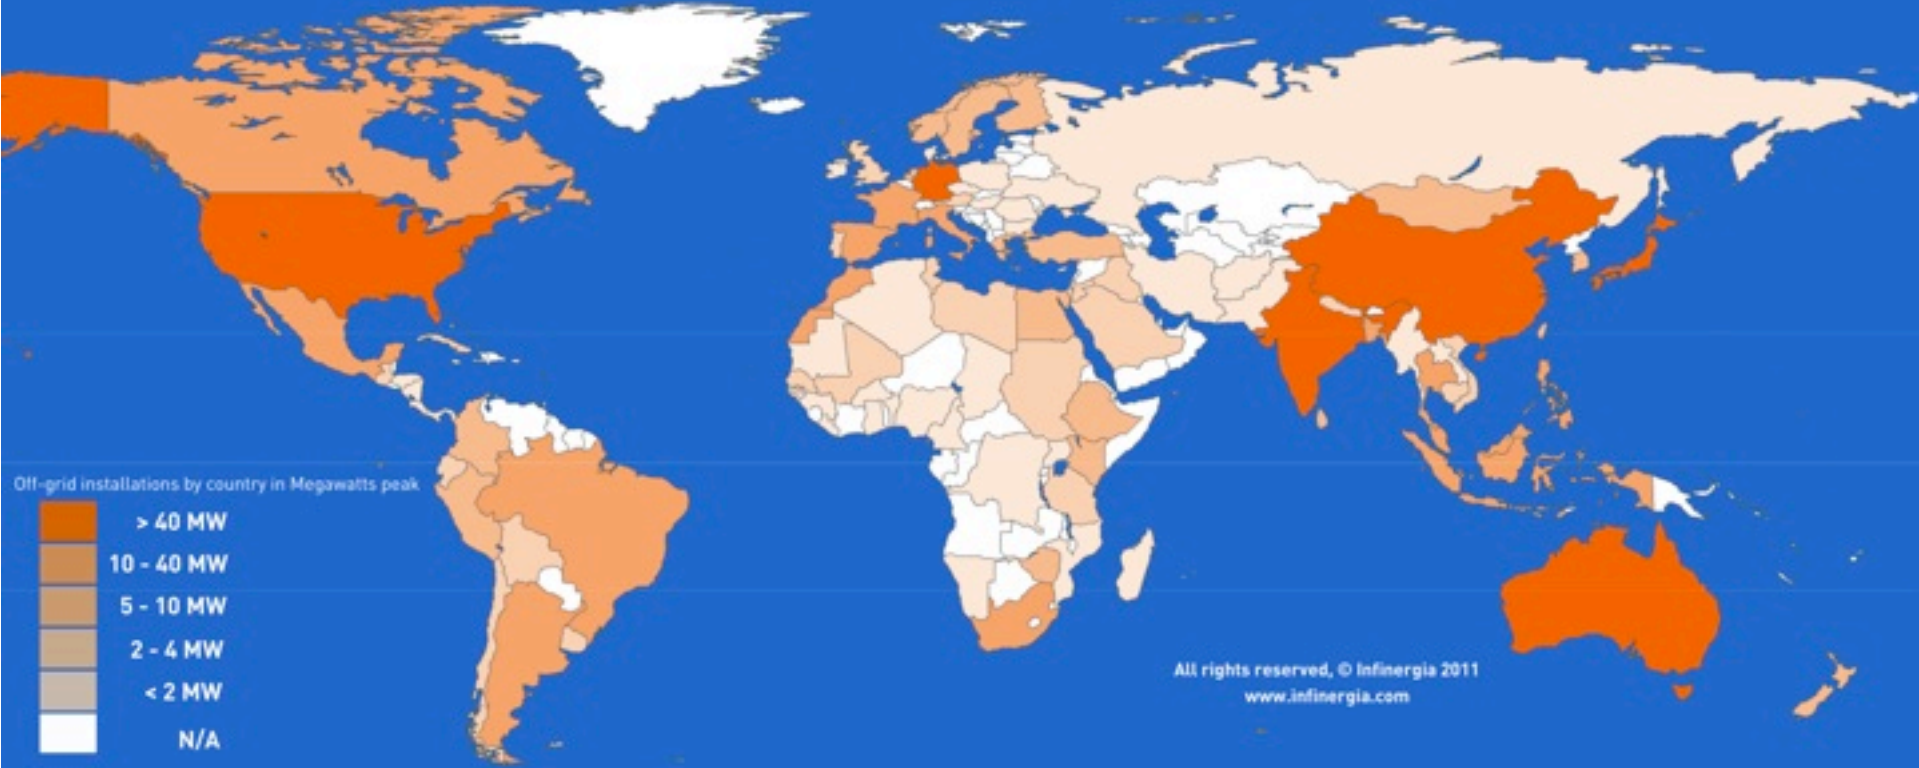 Off-grid installations by country in Megawatts peak
> 40 MW
10 - 40 MW
5 - 10 MW
2 - 4 MW
< 2 MW
N/A
All rights reserved, © Infinergia 2011
www.infinergia.com